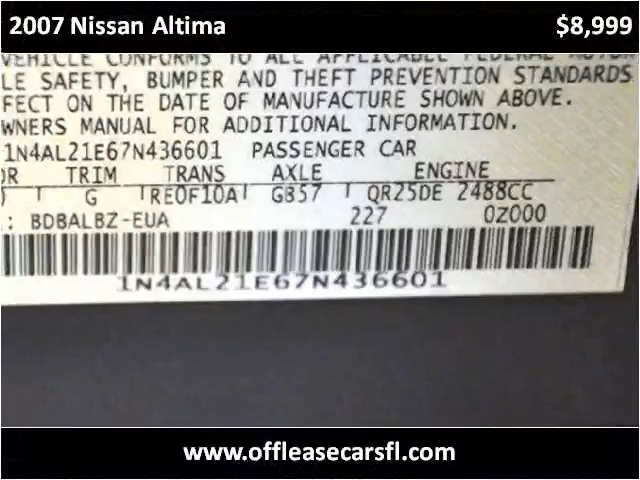 2007 Nissan Altima $8,999
VEHICLE CONFORMS TO ALL APPLICABLE FEDERAL MOTOR
LE SAFETY, BUMPER AND THEFT PREVENTION STANDARDS
FECT ON THE DATE OF MANUFACTURE SHOWN ABOVE.
WNERS MANUAL FOR ADDITIONAL INFORMATION.
1N4AL21E67N436601 PASSENGER CAR
OR TRIM TRANS AXLE ENGINE
G RE0F10A GB57 QR25DE 2488CC
.: BDBALBZ-EUA 227 0Z000
1N4AL21E67N436601
www.offleasecarsfl.com